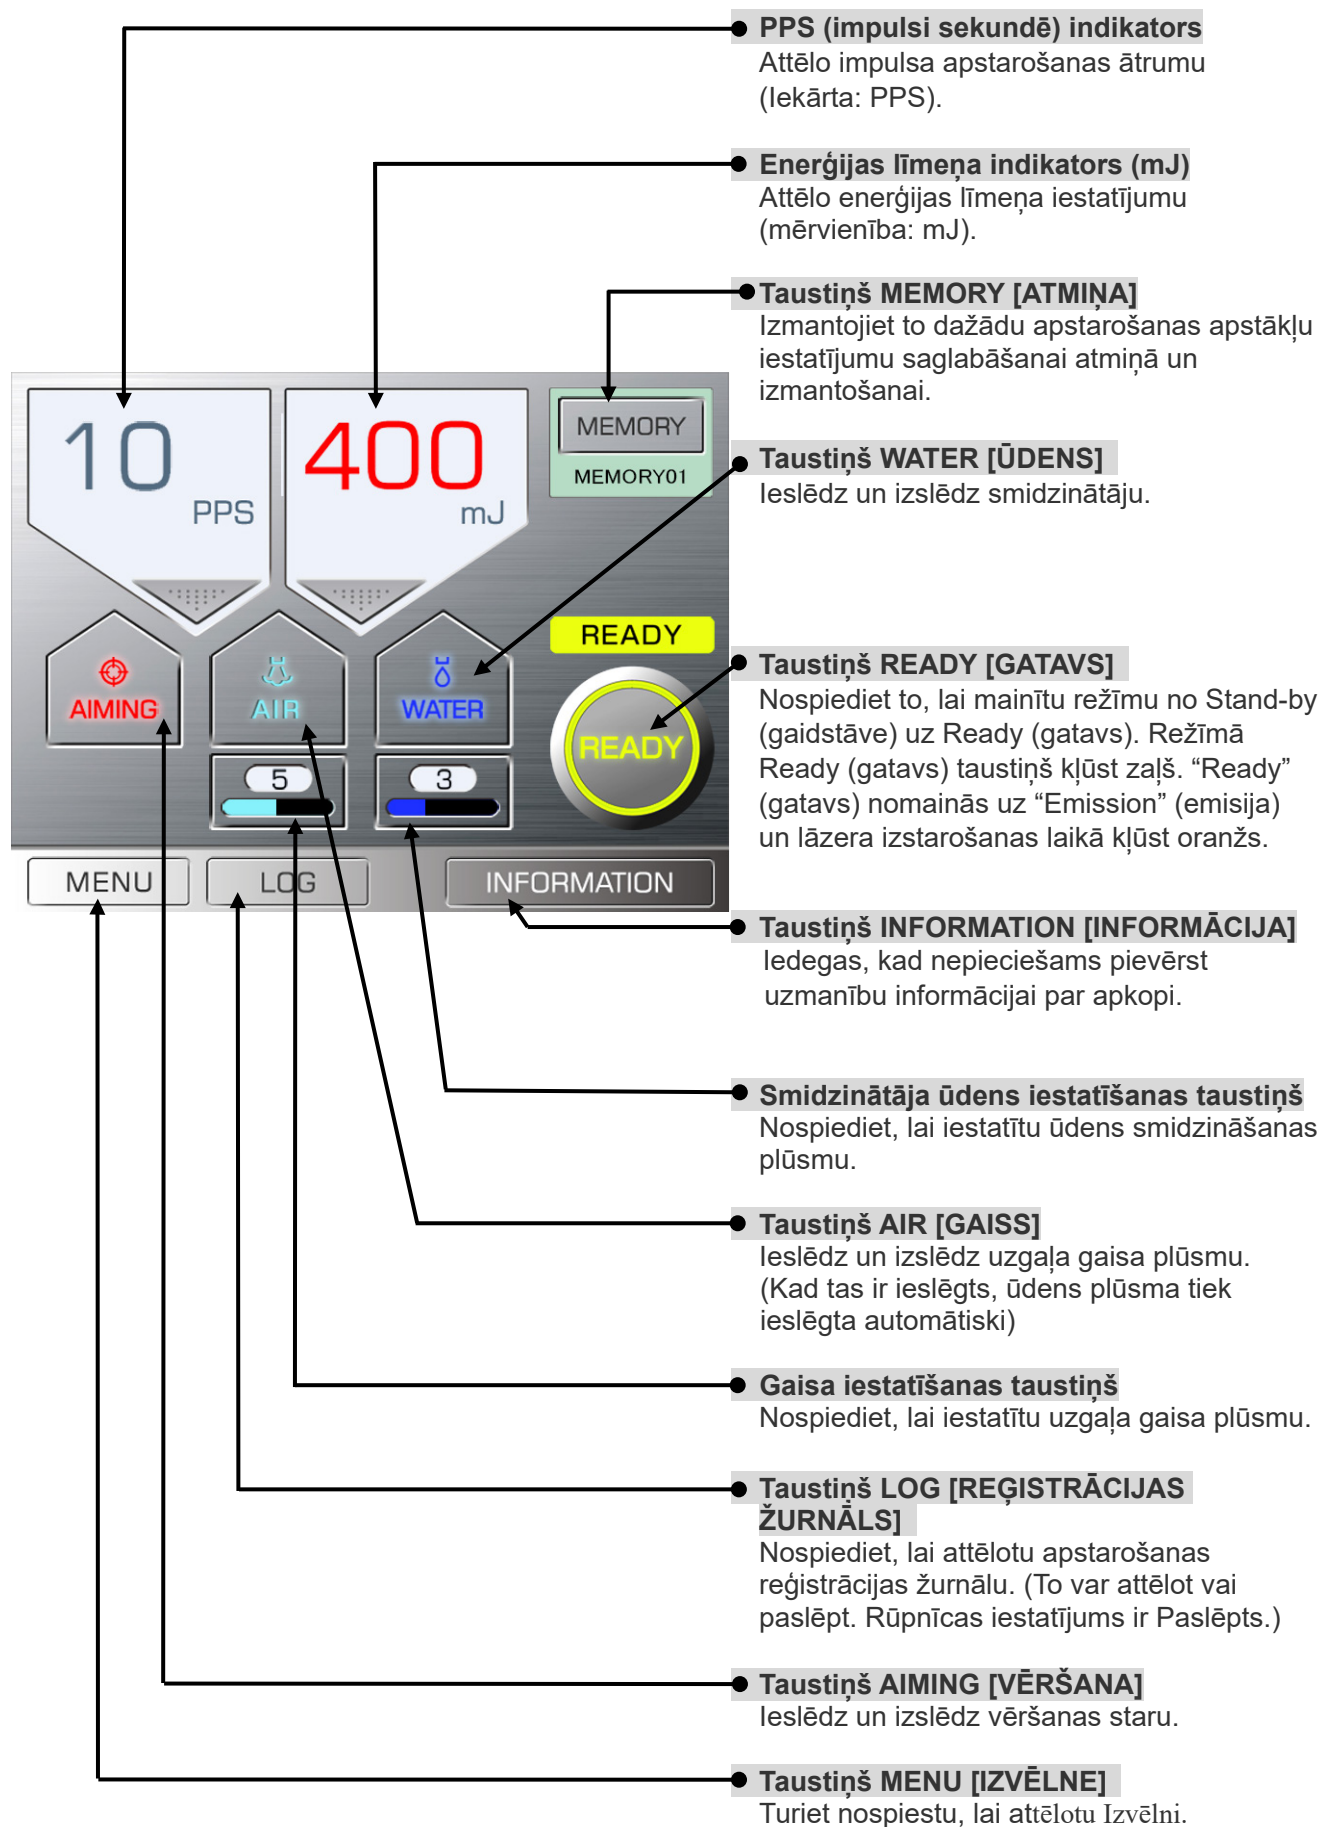 PPS (impulsi sekundē) indikators
Attēlo impulsa apstarošanas ātrumu
(Iekārta: PPS).
Enerģijas līmeņa indikators (mJ)
Attēlo enerģijas līmeņa iestatījumu
(mērvienība: mJ).
Taustiņš MEMORY [ATMIŅA]
Izmantojiet to dažādu apstarošanas apstākļu
iestatījumu saglabāšanai atmiņā un
izmantošanai.
10
PPS
400
mJ
MEMORY
MEMORY01
Taustiņš WATER [ŪDENS]
Ieslēdz un izslēdz smidzinātāju.
READY
AIMING
AIR
WATER
READY
5
3
Taustiņš READY [GATAVS]
Nospiediet to, lai mainītu režīmu no Stand-by
(gaidstāve) uz Ready (gatavs). Režīmā
Ready (gatavs) taustiņš kļūst zaļš. “Ready”
(gatavs) nomainās uz “Emission” (emisija)
un lāzera izstarošanas laikā kļūst oranžs.
MENU
LOG
INFORMATION
Taustiņš INFORMATION [INFORMĀCIJA]
Iedegas, kad nepieciešams pievērst
uzmanību informācijai par apkopi.
Smidzinātāja ūdens iestatīšanas taustiņš
Nospiediet, lai iestatītu ūdens smidzināšanas
plūsmu.
Taustiņš AIR [GAISS]
Ieslēdz un izslēdz uzgaļa gaisa plūsmu.
(Kad tas ir ieslēgts, ūdens plūsma tiek
ieslēgta automātiski)
Gaisa iestatīšanas taustiņš
Nospiediet, lai iestatītu uzgaļa gaisa plūsmu.
Taustiņš LOG [REĢISTRĀCIJAS
ŽURNĀLS]
Nospiediet, lai attēlotu apstarošanas
reģistrācijas žurnālu. (To var attēlot vai
paslēpt. Rūpnīcas iestatījums ir Paslēpts.)
Taustiņš AIMING [VĒRŠANA]
Ieslēdz un izslēdz vēršanas staru.
Taustiņš MENU [IZVĒLNE]
Turiet nospiestu, lai attēlotu Izvēlni.